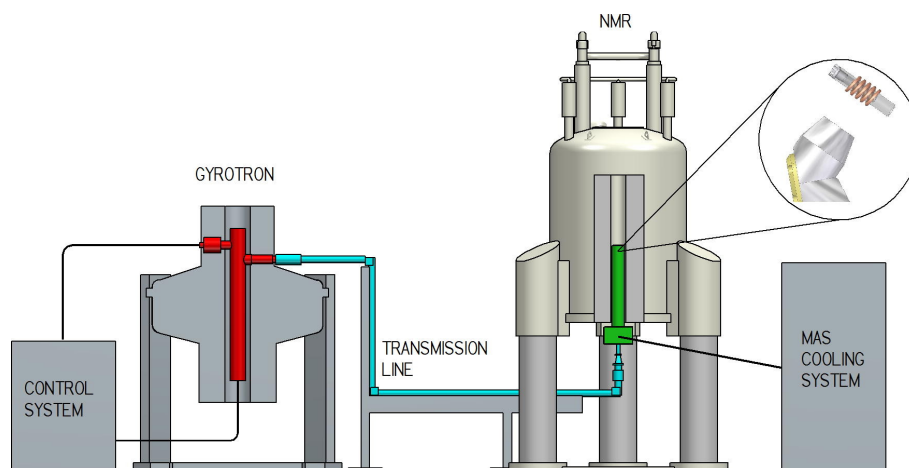 NMR
GYROTRON
TRANSMISSION
LINE
CONTROL
SYSTEM
MAS
COOLING
SYSTEM